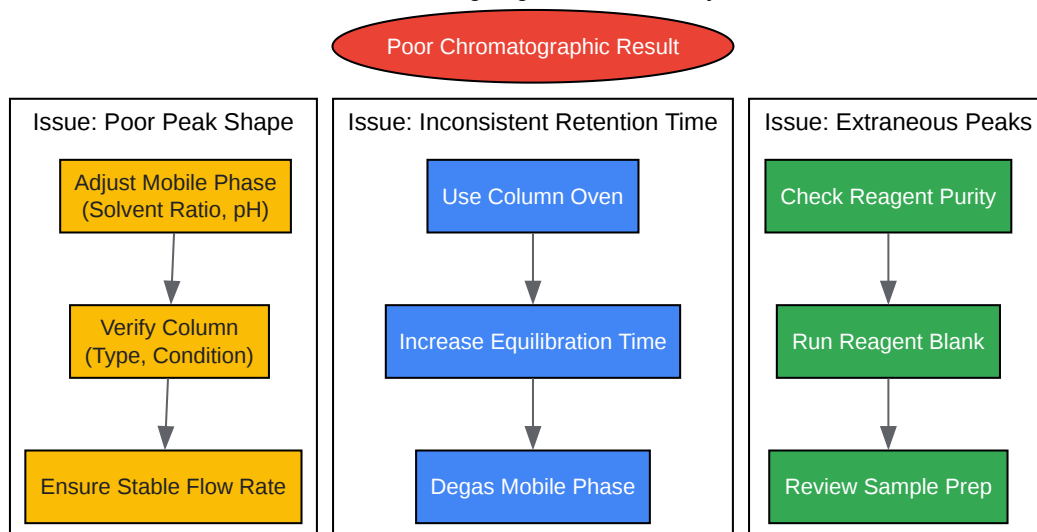 Poor Chromatographic Result
Issue: Poor Peak Shape
Adjust Mobile Phase
(Solvent Ratio, pH)
Verify Column
(Type, Condition)
Ensure Stable Flow Rate
Issue: Inconsistent Retention Time
Use Column Oven
Increase Equilibration Time
Degas Mobile Phase
Issue: Extraneous Peaks
Check Reagent Purity
Run Reagent Blank
Review Sample Prep